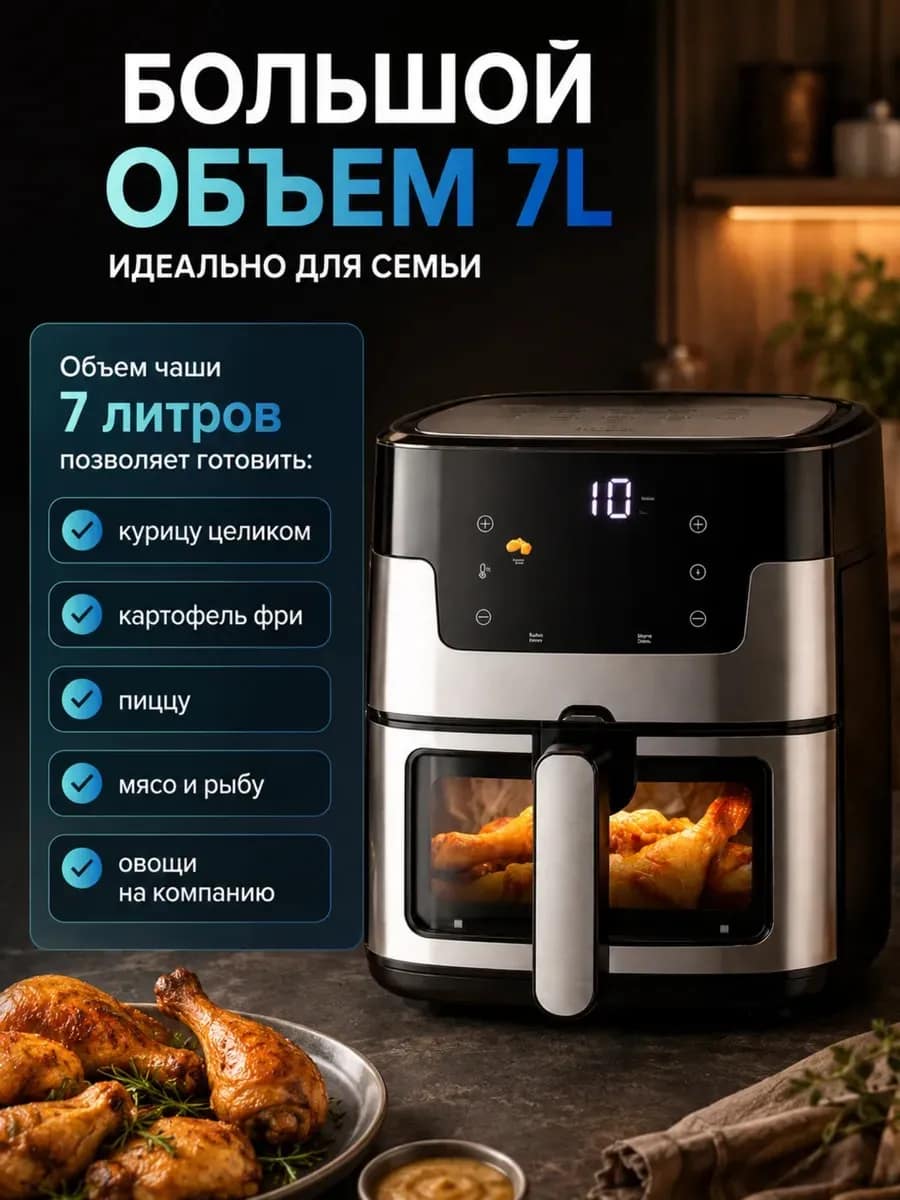 БОЛЬШОЙ
ОБЪЕМ 7L
ИДЕАЛЬНО ДЛЯ СЕМЬИ
Объем чаши
7 литров
позволяет готовить:
курицу целиком
картофель фри
пиццу
мясо и рыбу
овощи
на компанию
10